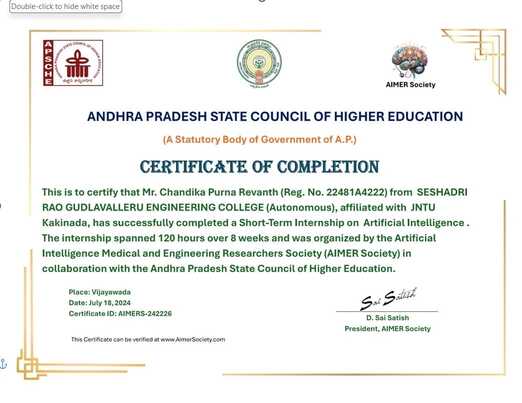 Double-click to hide white space
APSCHE
AIMER Society
ANDHRA PRADESH STATE COUNCIL OF HIGHER EDUCATION
(A Statutory Body of Government of A.P.)
CERTIFICATE OF COMPLETION
This is to certify that Mr. Chandika Purna Revanth (Reg. No. 22481A4222) from SESHADRI
RAO GUDLAVALLERU ENGINEERING COLLEGE (Autonomous), affiliated with JNTU
Kakinada, has successfully completed a Short-Term Internship on Artificial Intelligence .
The internship spanned 120 hours over 8 weeks and was organized by the Artificial
Intelligence Medical and Engineering Researchers Society (AIMER Society) in
collaboration with the Andhra Pradesh State Council of Higher Education.
Place: Vijayawada
Date: July 18,2024
Certificate ID: AIMERS-242226
Sai Satish
D. Sai Satish
President, AIMER Society
This Certificate can be verified at www.AimerSociety.com